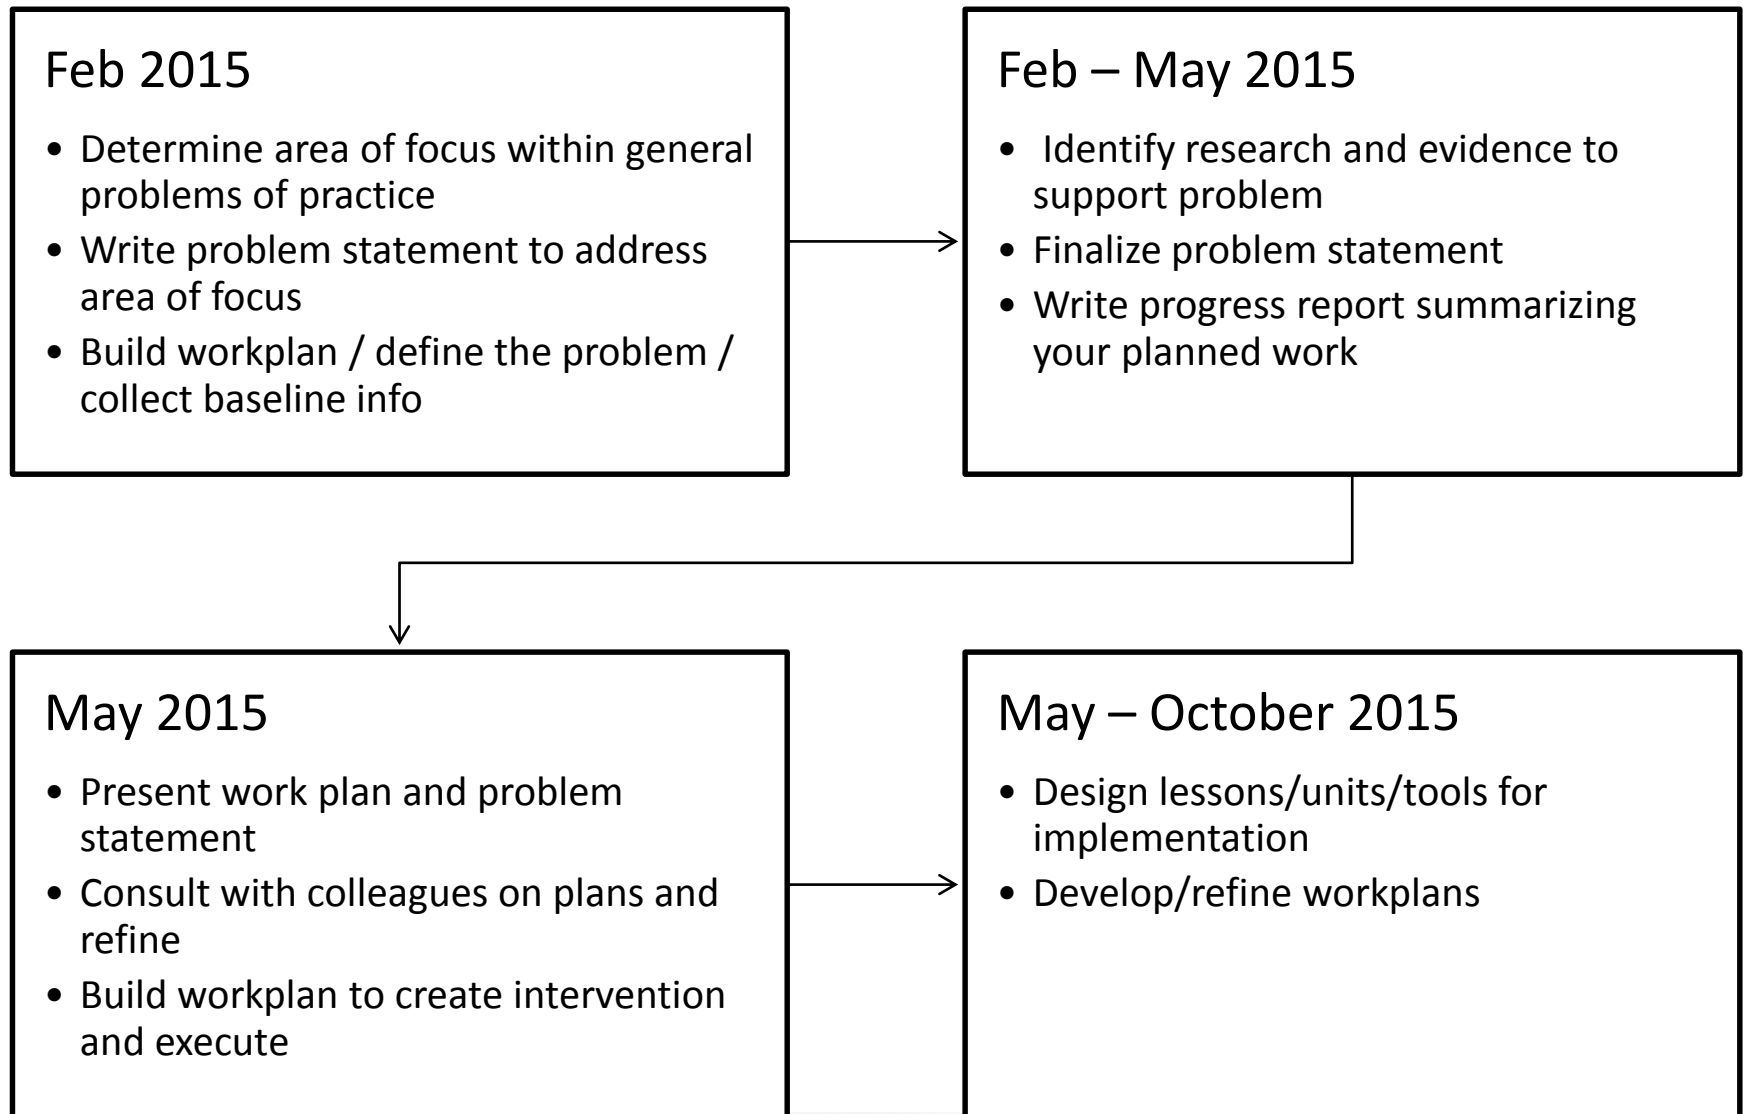 Feb 2015
• Determine area of focus within general
problems of practice
• Write problem statement to address
area of focus
• Build workplan / define the problem /
collect baseline info
Feb – May 2015
• Identify research and evidence to
support problem
• Finalize problem statement
• Write progress report summarizing
your planned work
May 2015
• Present work plan and problem
statement
• Consult with colleagues on plans and
refine
• Build workplan to create intervention
and execute
May – October 2015
• Design lessons/units/tools for
implementation
• Develop/refine workplans